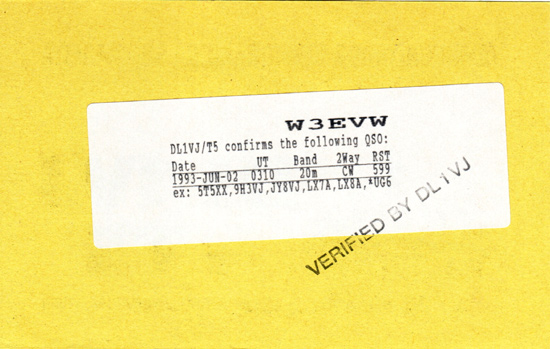 W3EVW
DL1VJ/T5 confirms the following QSO:
Date UT Band 2Way RST
1993-JUN-02 0310 20m CW 599
ex: 5T5XX,9H3VJ,JY8VJ,LX7A,LX8A,*UG6
VERIFIED BY DL1VJ